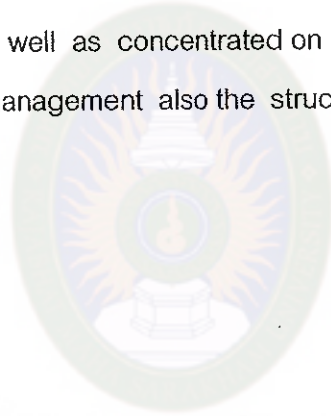 well as concentrated on
anagement also the struc